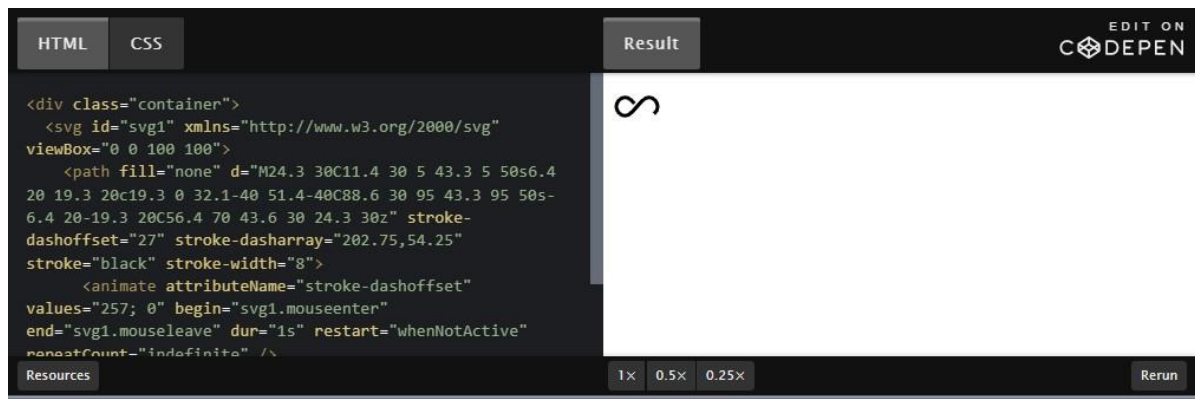 HTML CSS Result EDIT ON
CODEPEN
<div class="container">
<svg id="svg1" xmlns="http://www.w3.org/2000/svg"
viewBox="0 0 100 100">
<path fill="none" d="M24.3 30C11.4 30 5 43.3 5 50s6.4
20 19.3 20c19.3 0 32.1-40 51.4-40C88.6 30 95 43.3 95 50s-
6.4 20-19.3 20C56.4 70 43.6 30 24.3 30z" stroke-
dashoffset="27" stroke-dasharray="202.75,54.25"
stroke="black" stroke-width="8">
<animate attributeName="stroke-dashoffset"
values="257; 0" begin="svg1.mouseenter"
end="svg1.mouseleave" dur="1s" restart="whenNotActive"
repeatCount="indefinite" />
Resources 1× 0.5× 0.25× Rerun